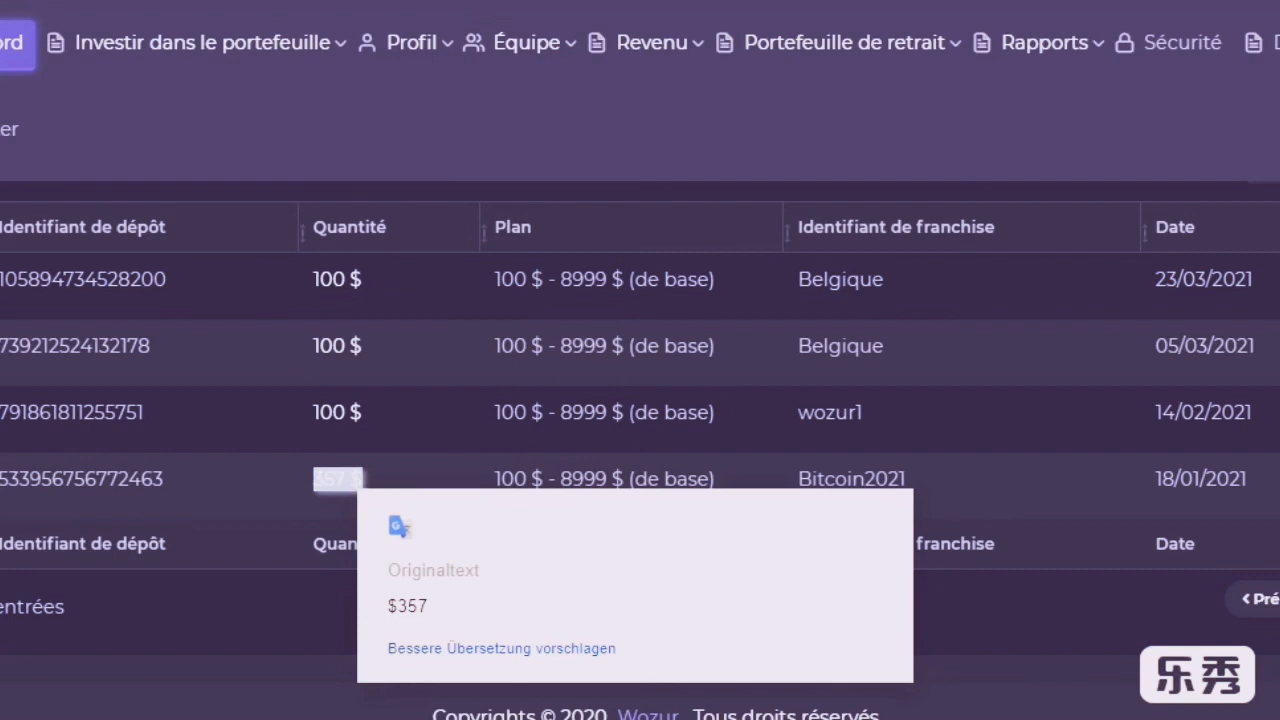 ord Investir dans le portefeuille Profil Équipe Revenu Portefeuille de retrait Rapports Sécurité
er
Identifiant de dépôt Quantité Plan Identifiant de franchise Date
105894734528200 100 $ 100 $ - 8999 $ (de base) Belgique 23/03/2021
739212524132178 100 $ 100 $ - 8999 $ (de base) Belgique 05/03/2021
791861811255751 100 $ 100 $ - 8999 $ (de base) wozur1 14/02/2021
533956756772463 357 $ 100 $ - 8999 $ (de base) Bitcoin2021 18/01/2021
Identifiant de dépôt Quan franchise Date
Originaltext
$357
Bessere Übersetzung vorschlagen
entrées Pré
乐秀
Copyrights © 2020 Wozur Tous droits réservés